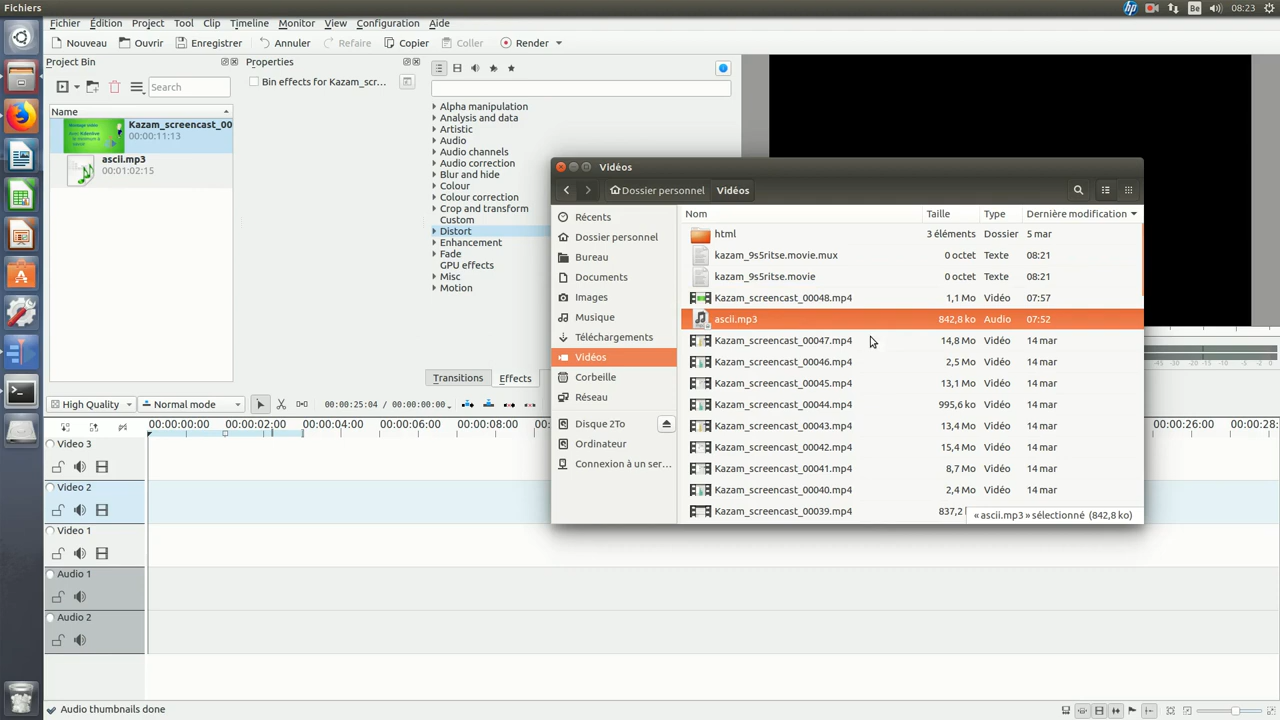 Fichiers
Be
08:23
Fichier Édition Project Tool Clip Timeline Monitor View Configuration Aide
Nouveau Ouvrir Enregistrer Annuler Refaire Copier Coller Render
Project Bin
Search
Name
Kazam_screencast_00
00:00:11:13
ascii.mp3
00:01:02:15
Properties
Bin effects for Kazam_scr...
Alpha manipulation
Analysis and data
Artistic
Audio
Audio channels
Audio correction
Blur and hide
Colour
Colour correction
Crop and transform
Custom
Distort
Enhancement
Fade
GPU effects
Misc
Motion
Transitions Effects
Vidéos
Dossier personnel Vidéos
Récents
Dossier personnel
Bureau
Documents
Images
Musique
Téléchargements
Vidéos
Corbeille
Réseau
Disque 2To
Ordinateur
Connexion à un ser...
Nom Taille Type Dernière modification
html 3 éléments Dossier 5 mar
kazam_9s5ritse.movie.mux 0 octet Texte 08:21
kazam_9s5ritse.movie 0 octet Texte 08:21
Kazam_screencast_00048.mp4 1,1 Mo Vidéo 07:57
ascii.mp3 842,8 ko Audio 07:52
Kazam_screencast_00047.mp4 14,8 Mo Vidéo 14 mar
Kazam_screencast_00046.mp4 2,5 Mo Vidéo 14 mar
Kazam_screencast_00045.mp4 13,1 Mo Vidéo 14 mar
Kazam_screencast_00044.mp4 995,6 ko Vidéo 14 mar
Kazam_screencast_00043.mp4 13,4 Mo Vidéo 14 mar
Kazam_screencast_00042.mp4 15,4 Mo Vidéo 14 mar
Kazam_screencast_00041.mp4 8,7 Mo Vidéo 14 mar
Kazam_screencast_00040.mp4 2,4 Mo Vidéo 14 mar
Kazam_screencast_00039.mp4 837,2
« ascii.mp3 » sélectionné (842,8 ko)
High Quality Normal mode 00:00:25:04 / 00:00:00:00
00:00:00:00 00:00:02:00 00:00:04:00 00:00:06:00 00:00:08:00 00:00:26:00 00:00:28:
Video 3
Video 2
Video 1
Audio 1
Audio 2
Audio thumbnails done